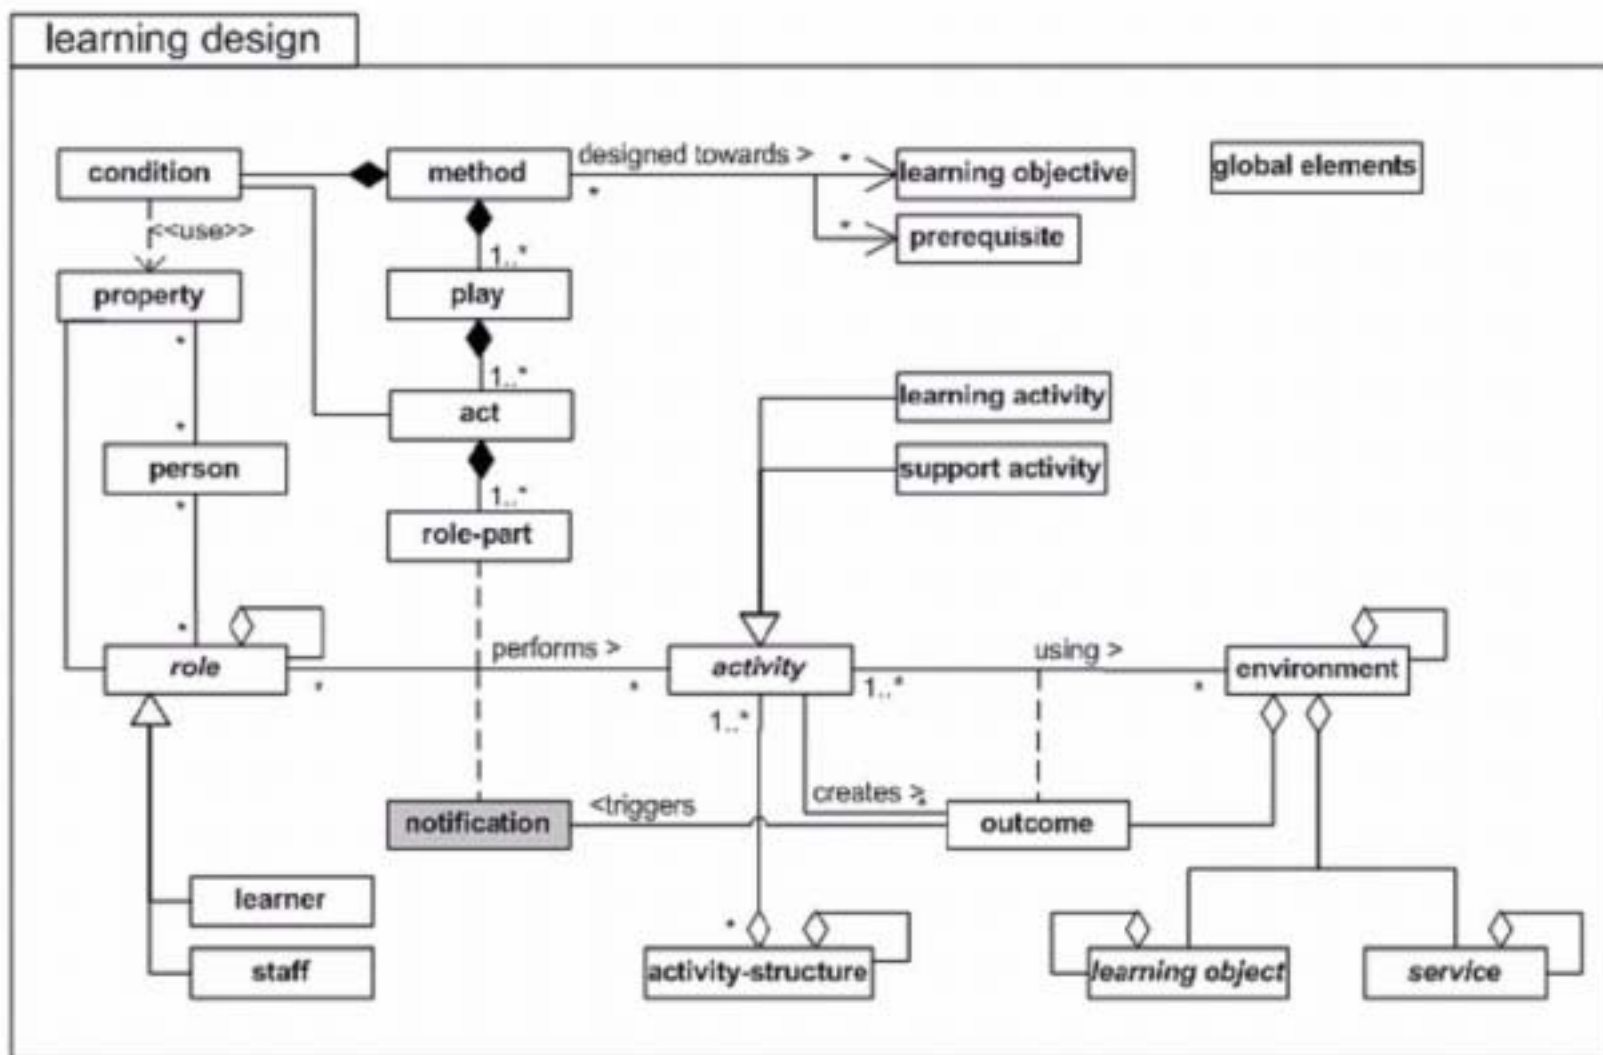 learning design
condition
method
designed towards >
*
*
learning objective
global elements
<<use>>
*
prerequisite
1..*
property
play
*
1..*
learning activity
act
*
person
support activity
*
1..*
role-part
*
role
performs >
*
*
activity
using >
1..*
*
environment
1..*
notification
<triggers
creates >
*
outcome
learner
*
staff
activity-structure
learning object
service